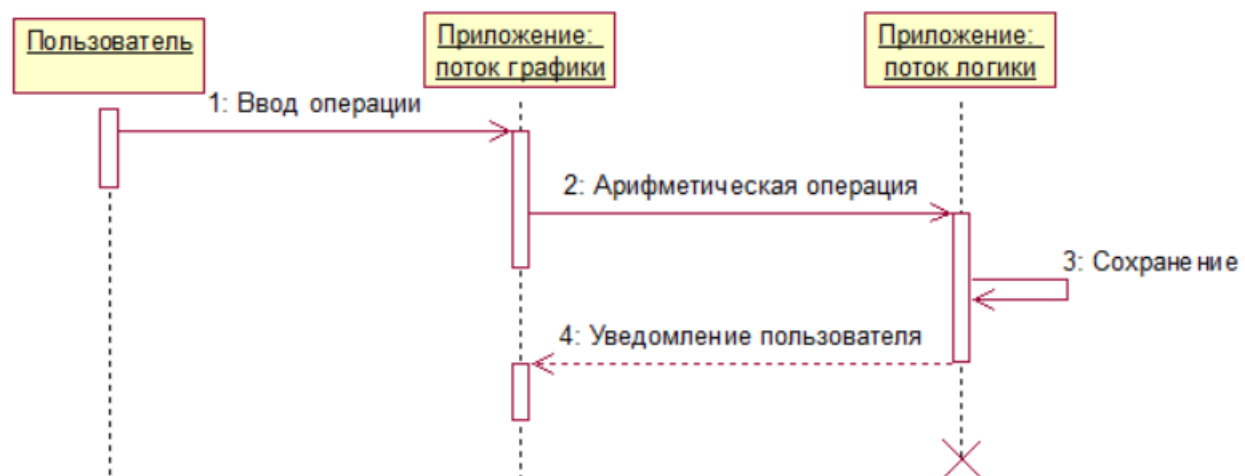 Пользователь
Приложение:
поток графики
Приложение:
поток логики
1: Ввод операции
2: Арифметическая операция
3: Сохранение
4: Уведомление пользователя